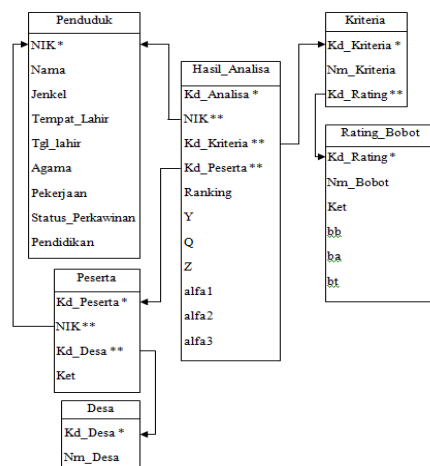 Penduduk
NIK *
Nama
Jenkel
Tempat_Lahir
Tgl_lahir
Agama
Pekerjaan
Status_Perkawinan
Pendidikan
Hasil_Analisa
Kd_Analisa *
NIK **
Kd_Kriteria **
Kd_Peserta **
Ranking
Y
Q
Z
alfa1
alfa2
alfa3
Kriteria
Kd_Kriteria *
Nm_Kriteria
Kd_Rating **
Rating_Bobot
Kd_Rating *
Nm_Bobot
Ket
bb
ba
bt
Peserta
Kd_Peserta *
NIK **
Kd_Desa **
Ket
Desa
Kd_Desa *
Nm_Desa